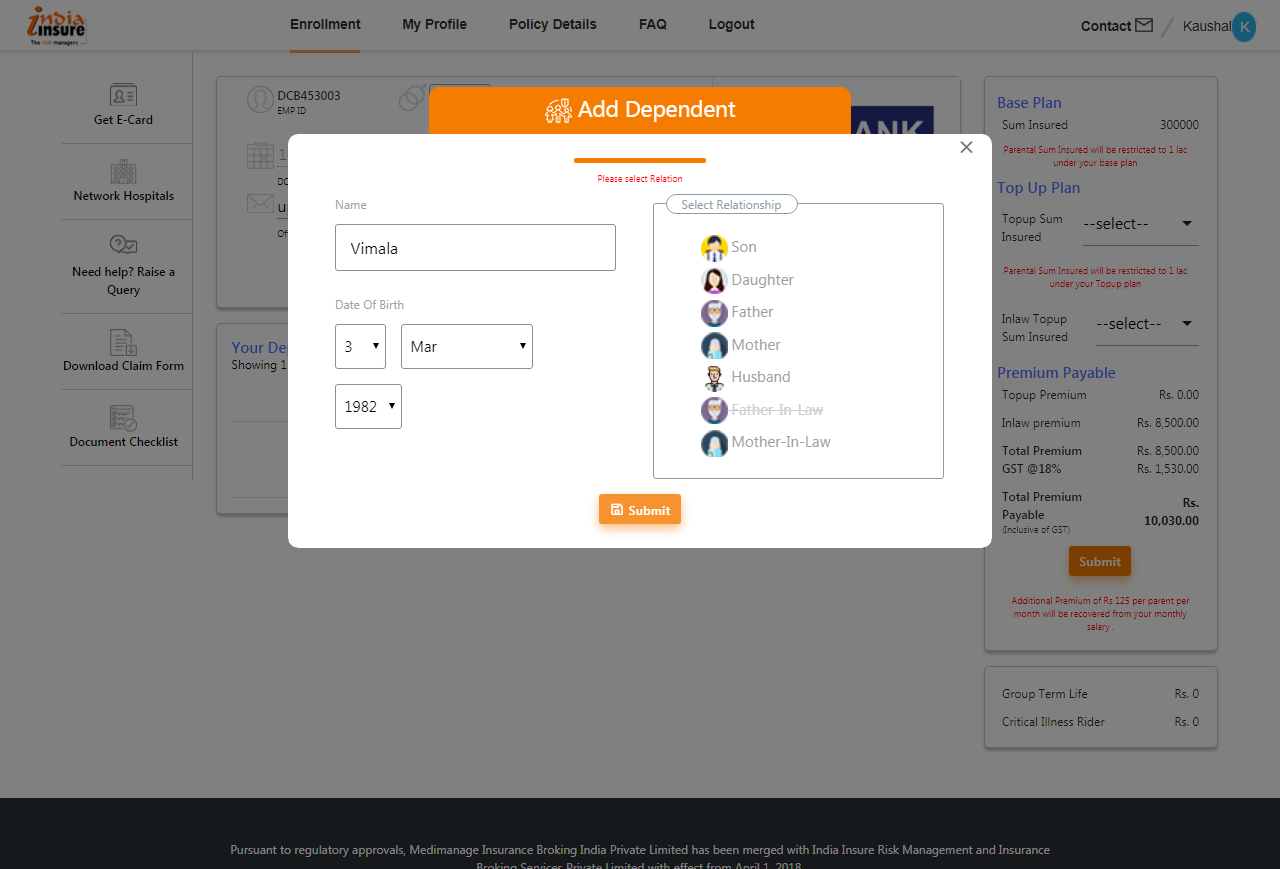 india
insure
The risk managers ...
Enrollment
My Profile
Policy Details
FAQ
Logout
Contact
Kaushal
K
Get E-Card
Network Hospitals
Need help? Raise a
Query
Download Claim Form
Document Checklist
DCB453003
EMP ID
1
u
Your De
Showing 1
Add Dependent
Please select Relation
Name
Vimala
Date Of Birth
3
Mar
1982
Select Relationship
Son
Daughter
Father
Mother
Husband
Father-In-Law
Mother-In-Law
Submit
Base Plan
Sum Insured 300000
Parental Sum Insured will be restricted to 1 lac
under your base plan
Top Up Plan
Topup Sum
Insured
--select--
Parental Sum Insured will be restricted to 1 lac
under your Topup plan
Inlaw Topup
Sum Insured
--select--
Premium Payable
Topup Premium Rs. 0.00
Inlaw premium Rs. 8,500.00
Total Premium Rs. 8,500.00
GST @18% Rs. 1,530.00
Total Premium
Payable
(Inclusive of GST)
Rs.
10,030.00
Submit
Additional Premium of Rs 125 per parent per
month will be recovered from your monthly
salary .
Group Term Life Rs. 0
Critical Illness Rider Rs. 0
Pursuant to regulatory approvals, Medimanage Insurance Broking India Private Limited has been merged with India Insure Risk Management and Insurance
Broking Services Private Limited with effect from April 1, 2018